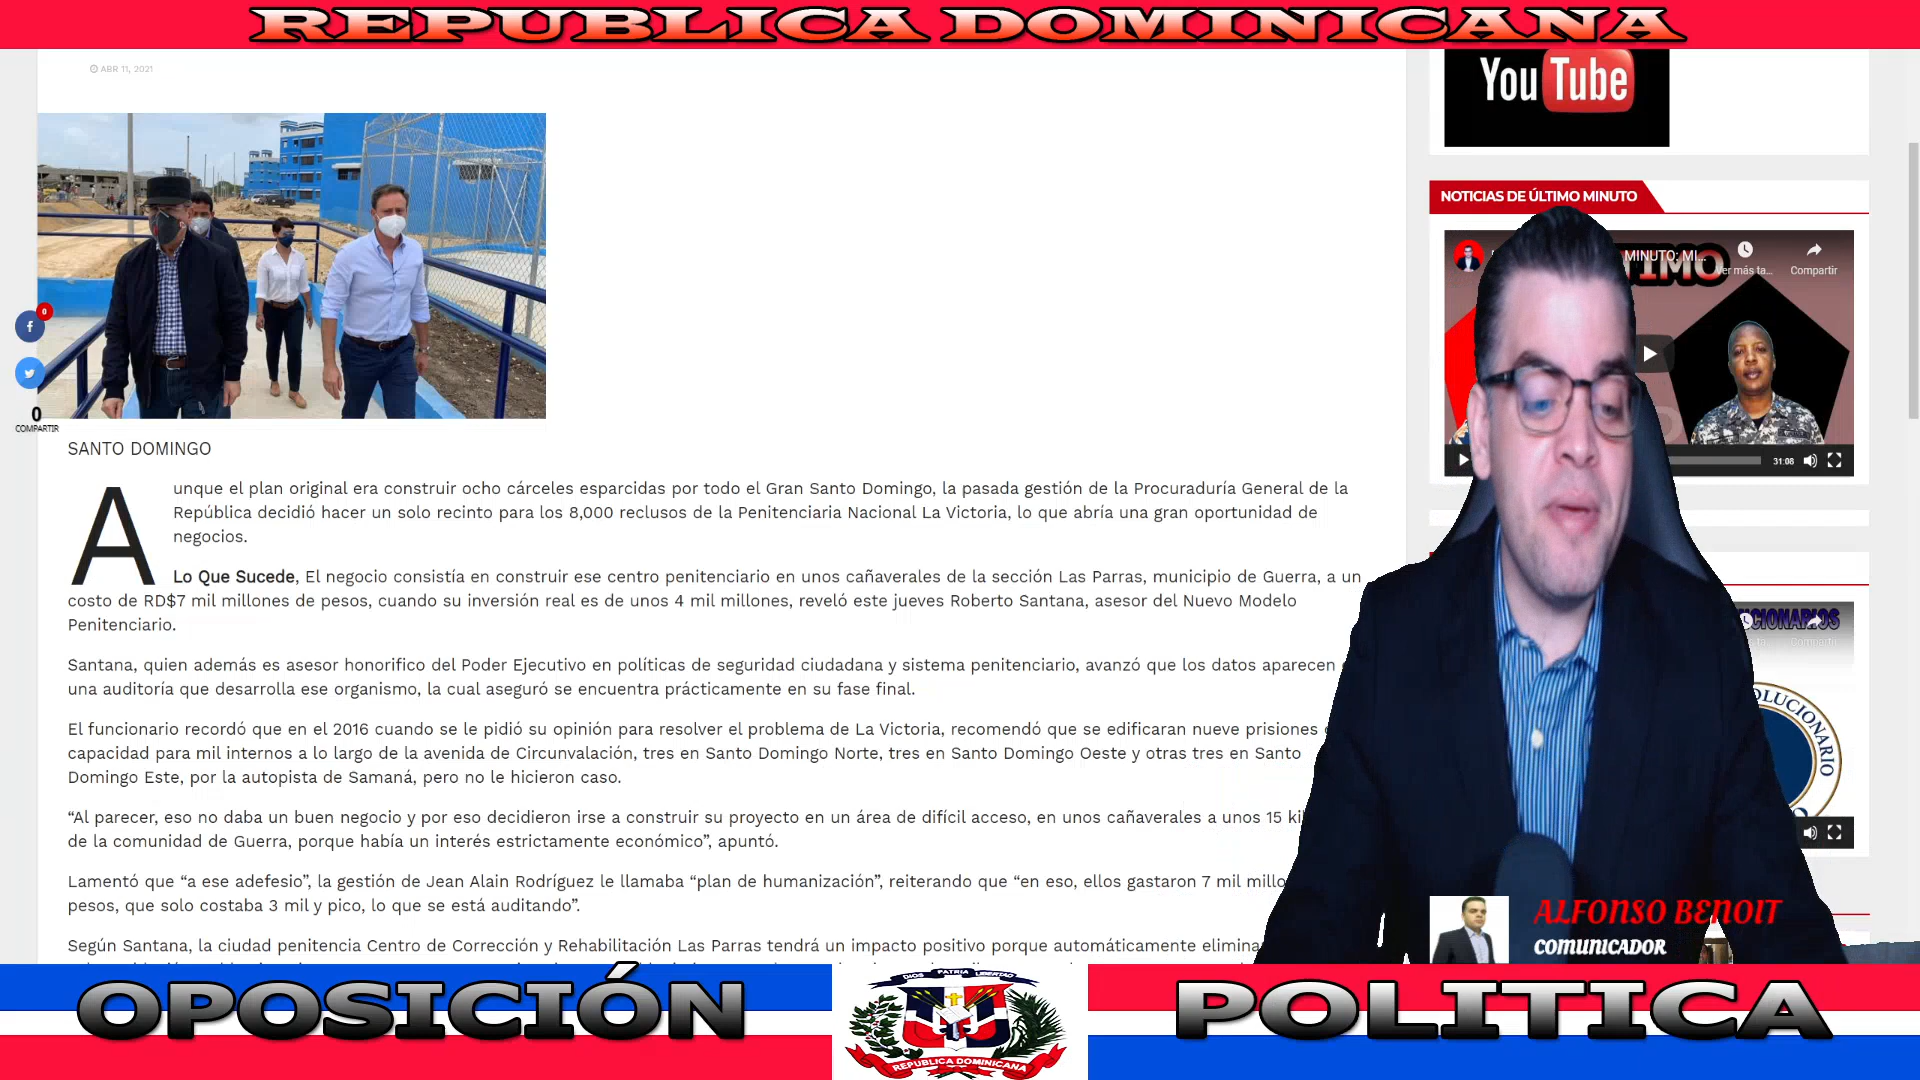 REPUBLICA DOMINICANA
ABR 11, 2021
You Tube
NOTICIAS DE ÚLTIMO MINUTO
MINUTO: MI...
TIMO
Ver más ta...
Compartir
31:08
0
0
COMPARTIR
SANTO DOMINGO
Aunque el plan original era construir ocho cárceles esparcidas por todo el Gran Santo Domingo, la pasada gestión de la Procuraduría General de la
República decidió hacer un solo recinto para los 8,000 reclusos de la Penitenciaria Nacional La Victoria, lo que abría una gran oportunidad de
negocios.
Lo Que Sucede, El negocio consistía en construir ese centro penitenciario en unos cañaverales de la sección Las Parras, municipio de Guerra, a un
costo de RD$7 mil millones de pesos, cuando su inversión real es de unos 4 mil millones, reveló este jueves Roberto Santana, asesor del Nuevo Modelo
Penitenciario.
Santana, quien además es asesor honorifico del Poder Ejecutivo en políticas de seguridad ciudadana y sistema penitenciario, avanzó que los datos aparecen
una auditoría que desarrolla ese organismo, la cual aseguró se encuentra prácticamente en su fase final.
El funcionario recordó que en el 2016 cuando se le pidió su opinión para resolver el problema de La Victoria, recomendó que se edificaran nueve prisiones
capacidad para mil internos a lo largo de la avenida de Circunvalación, tres en Santo Domingo Norte, tres en Santo Domingo Oeste y otras tres en Santo
Domingo Este, por la autopista de Samaná, pero no le hicieron caso.
“Al parecer, eso no daba un buen negocio y por eso decidieron irse a construir su proyecto en un área de difícil acceso, en unos cañaverales a unos 15 ki
de la comunidad de Guerra, porque había un interés estrictamente económico”, apuntó.
Lamentó que “a ese adefesio”, la gestión de Jean Alain Rodríguez le llamaba “plan de humanización”, reiterando que “en eso, ellos gastaron 7 mil millo
pesos, que solo costaba 3 mil y pico, lo que se está auditando”.
Según Santana, la ciudad penitencia Centro de Corrección y Rehabilitación Las Parras tendrá un impacto positivo porque automáticamente elimina
CIONARIOS
Compartir
OLUCIONARIO
ALFONSO BENOIT
COMUNICADOR
OPOSICIÓN
DIOS PATRIA LIBERTAD
REPUBLICA DOMINICANA
POLITICA